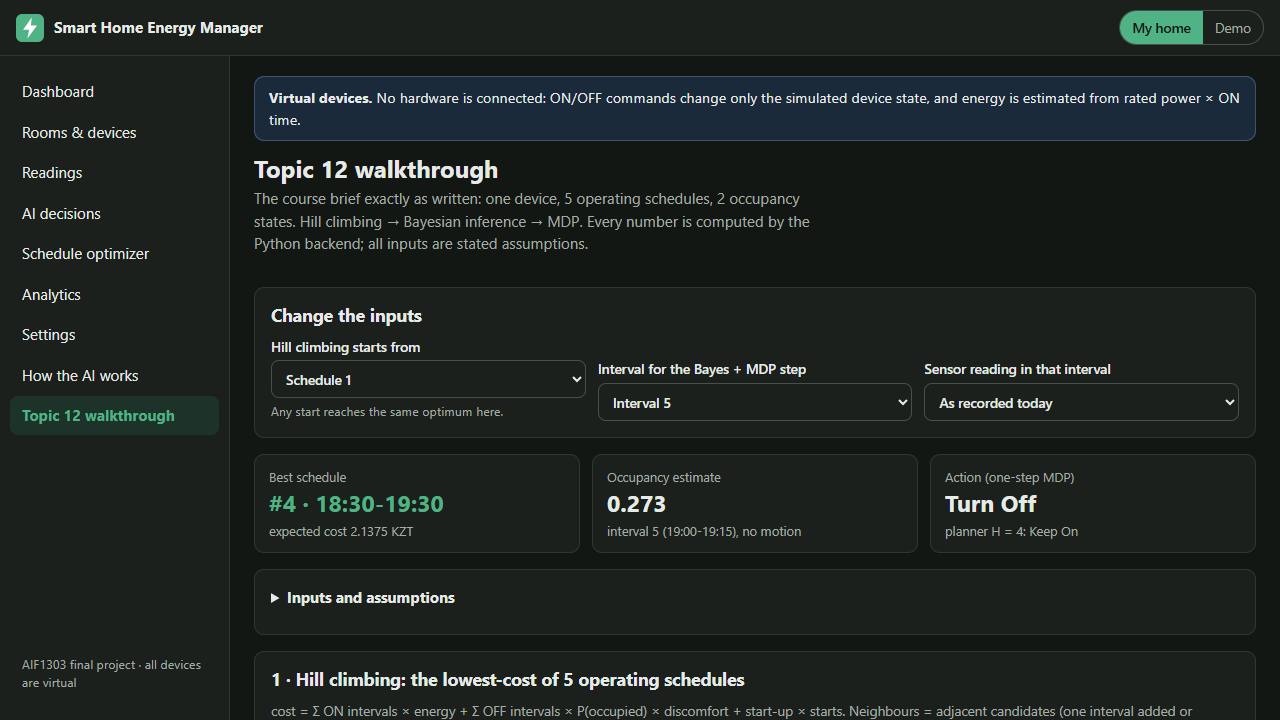 Smart Home Energy Manager
My home
Demo
Dashboard
Rooms & devices
Readings
AI decisions
Schedule optimizer
Analytics
Settings
How the AI works
Topic 12 walkthrough
AIF1303 final project · all devices
are virtual
Virtual devices. No hardware is connected: ON/OFF commands change only the simulated device state, and energy is estimated from rated power × ON
time.
Topic 12 walkthrough
The course brief exactly as written: one device, 5 operating schedules, 2 occupancy
states. Hill climbing → Bayesian inference → MDP. Every number is computed by the
Python backend; all inputs are stated assumptions.
Change the inputs
Hill climbing starts from
Schedule 1
Any start reaches the same optimum here.
Interval for the Bayes + MDP step
Interval 5
Sensor reading in that interval
As recorded today
Best schedule
#4 · 18:30-19:30
expected cost 2.1375 KZT
Occupancy estimate
0.273
interval 5 (19:00-19:15), no motion
Action (one-step MDP)
Turn Off
planner H = 4: Keep On
Inputs and assumptions
1 · Hill climbing: the lowest-cost of 5 operating schedules
cost = Σ ON intervals × energy + Σ OFF intervals × P(occupied) × discomfort + start-up × starts. Neighbours = adjacent candidates (one interval added or